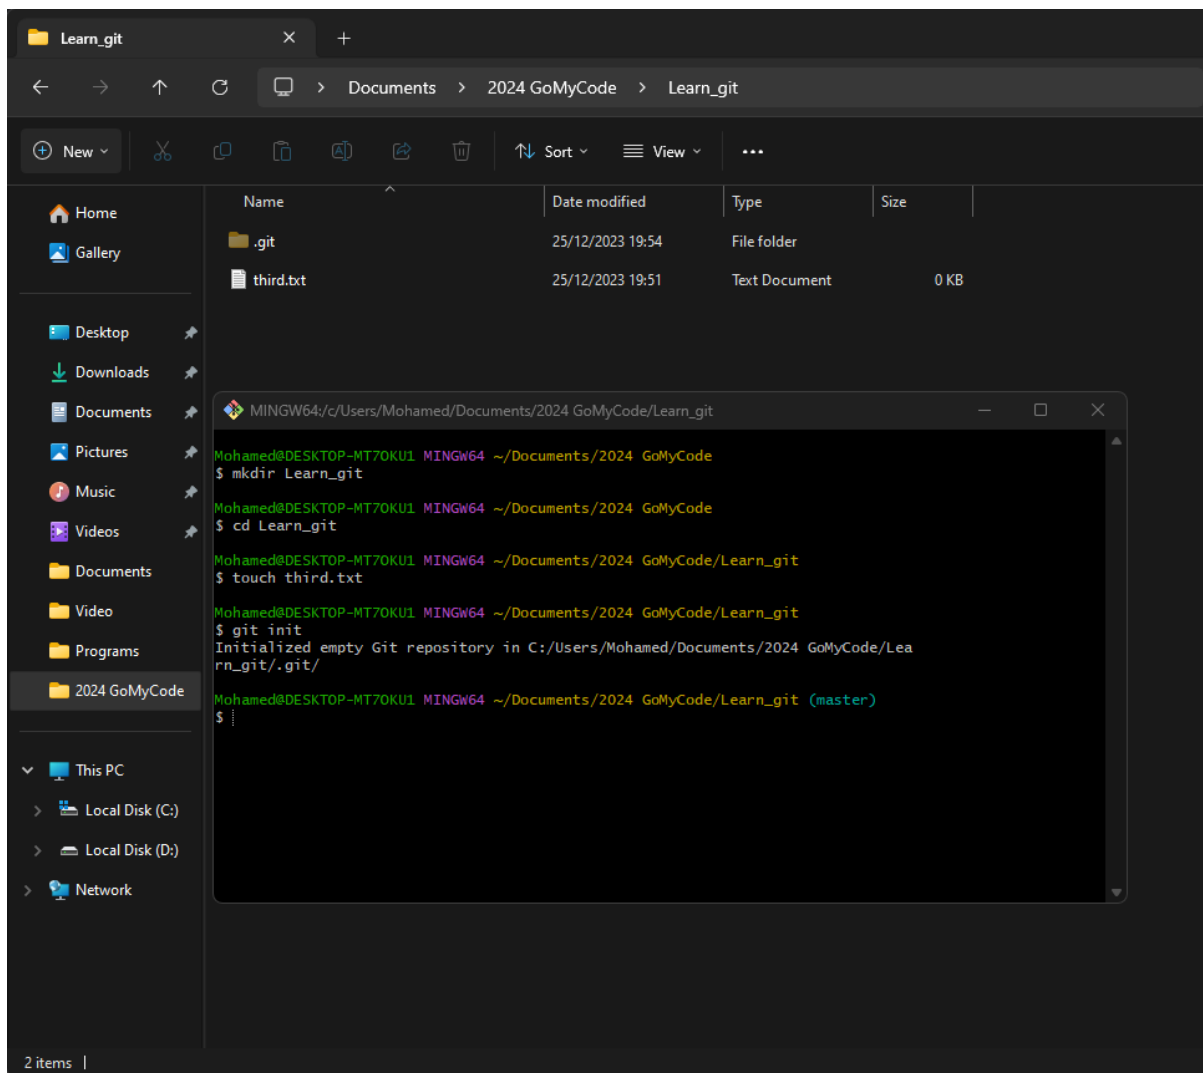 Learn_git
Documents > 2024 GoMyCode > Learn_git
New Sort View
Name Date modified Type Size
.git 25/12/2023 19:54 File folder
third.txt 25/12/2023 19:51 Text Document 0 KB
Home
Gallery
Desktop
Downloads
Documents
Pictures
Music
Videos
Documents
Video
Programs
2024 GoMyCode
This PC
Local Disk (C:)
Local Disk (D:)
Network
MINGW64:/c/Users/Mohamed/Documents/2024 GoMyCode/Learn_git
Mohamed@DESKTOP-MT7OKU1 MINGW64 ~/Documents/2024 GoMyCode
$ mkdir Learn_git
Mohamed@DESKTOP-MT7OKU1 MINGW64 ~/Documents/2024 GoMyCode
$ cd Learn_git
Mohamed@DESKTOP-MT7OKU1 MINGW64 ~/Documents/2024 GoMyCode/Learn_git
$ touch third.txt
Mohamed@DESKTOP-MT7OKU1 MINGW64 ~/Documents/2024 GoMyCode/Learn_git
$ git init
Initialized empty Git repository in C:/Users/Mohamed/Documents/2024 GoMyCode/Lea
rn_git/.git/
Mohamed@DESKTOP-MT7OKU1 MINGW64 ~/Documents/2024 GoMyCode/Learn_git (master)
$
2 items